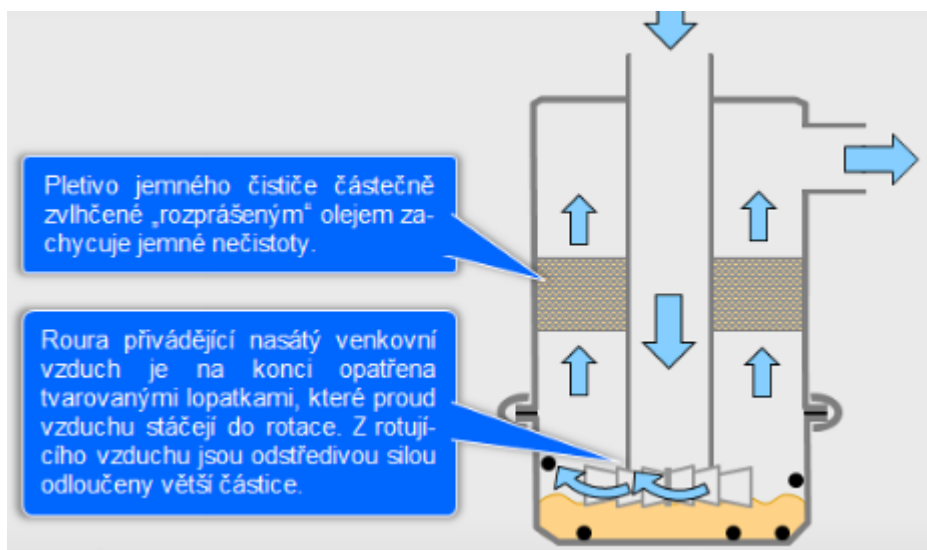 Pletivo jemného čističe částečně
zvlhčené „rozprášeným“ olejem za-
chycuje jemné nečistoty.
Roura přivádějící nasátý venkovní
vzduch je na konci opatřena
tvarovanými lopatkami, které proud
vzduchu stáčejí do rotace. Z rotují-
cího vzduchu jsou odstředivou silou
odloučeny větší částice.